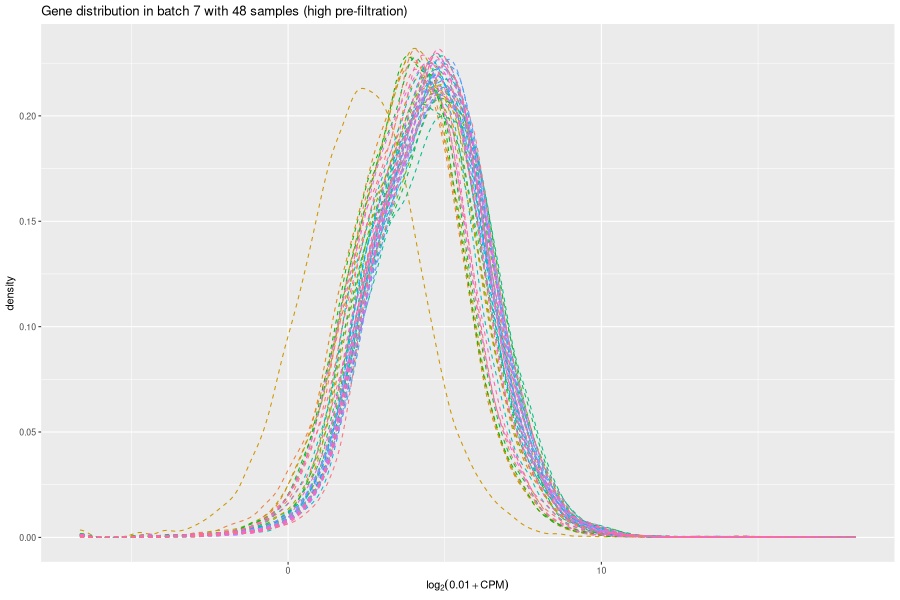 Gene distribution in batch 7 with 48 samples (high pre-filtration)
0.20
0.15
0.10
0.05
0.00
density
0
10
log₂(0.01 + CPM)